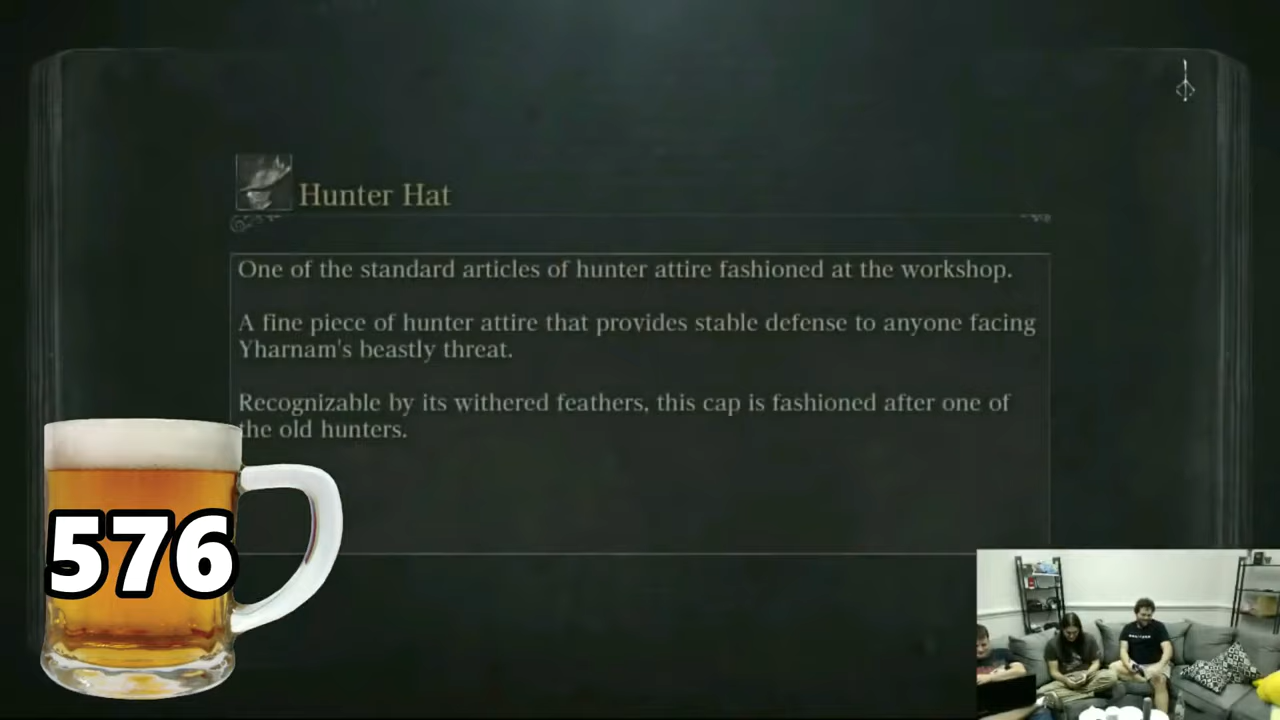 Hunter Hat
One of the standard articles of hunter attire fashioned at the workshop.
A fine piece of hunter attire that provides stable defense to anyone facing
Yharnam's beastly threat.
Recognizable by its withered feathers, this cap is fashioned after one of
the old hunters.
576